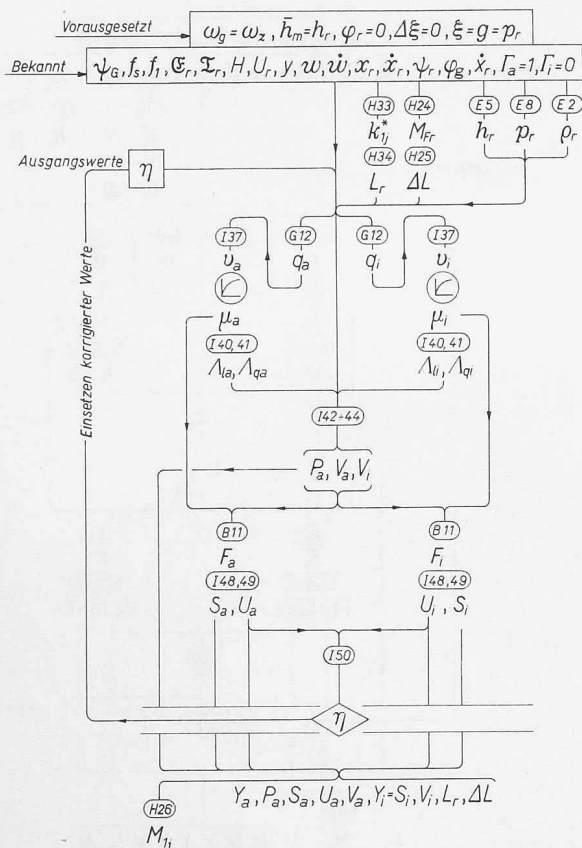 Vorausgesetzt
ω_g = ω_z, h̄_m = h_r, φ_r = 0, Δξ = 0, ξ = g = p_r
Bekannt
ψ_G, f_s, f_1, 𝕰_r, 𝕿_r, H, U_r, y, w, ẇ, x_r, ẋ_r, ψ_r, φ_g, ẋ_r, Γ_a=1, Γ_i=0
H33 H24 E5 E8 E2
k*_1j M_Fr h_r p_r ρ_r
H34 H25
L_r ΔL
Ausgangswerte η
I37 G12 G12 I37
υ_a q_a q_i υ_i
μ_a μ_i
I40,41 I40,41
Λ_la, Λ_qa Λ_li, Λ_qi
Einsetzen korrigierter Werte
I42÷44
P_a, V_a, V_i
B11 B11
F_a F_i
I48,49 I48,49
S_a, U_a U_i, S_i
I50
η
Y_a, P_a, S_a, U_a, V_a, Y_i=S_i, V_i, L_r, ΔL
H26
M_1j